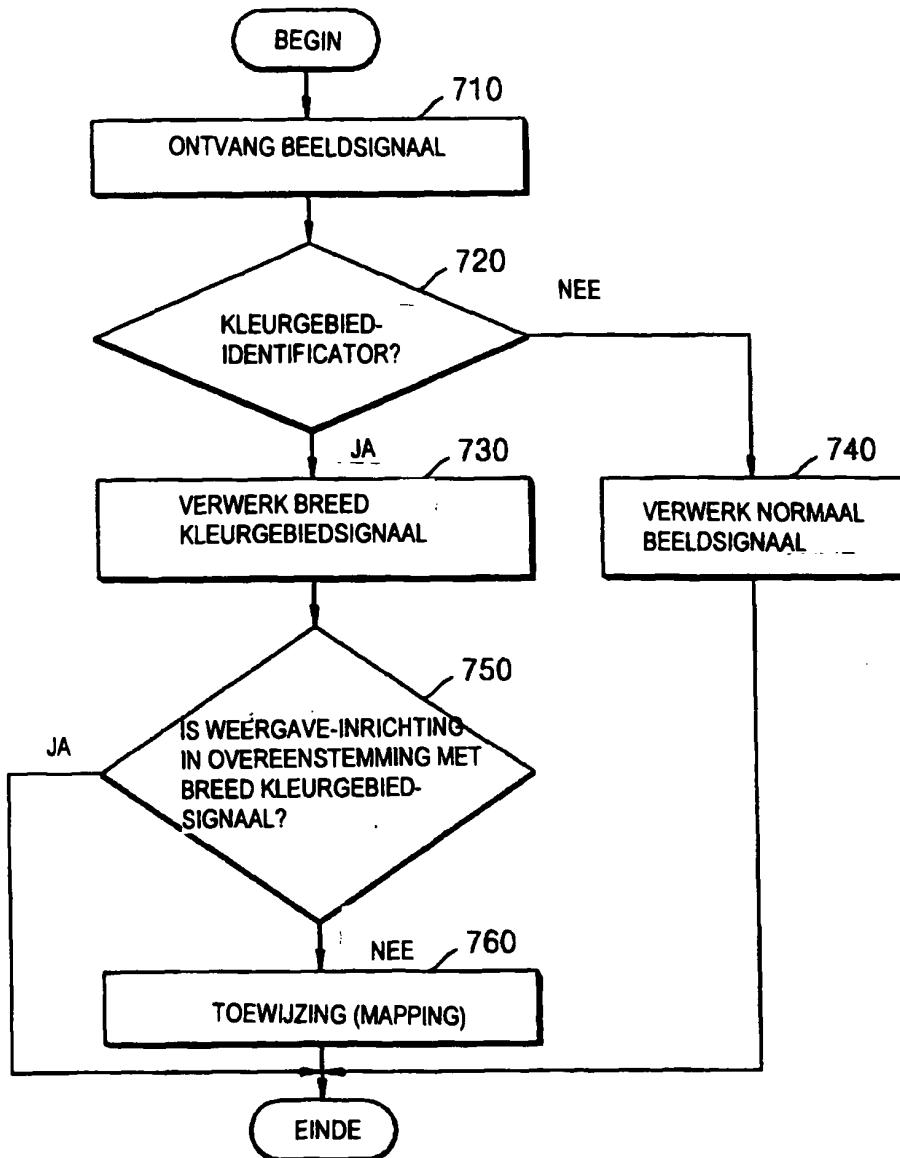 BEGIN
710
ONTVANG BEELDSIGNAAL
720
NEE
KLEURGEBIED-
IDENTIFICATOR?
JA
730
740
VERWERK BREED
KLEURGEBIEDSIGNAAL
VERWERK NORMAAL
BEELDSIGNAAL
750
JA
IS WEERGAVE-INRICHTING
IN OVEREENSTEMMING MET
BREED KLEURGEBIED-
SIGNAAL?
NEE
760
TOEWIJZING (MAPPING)
EINDE